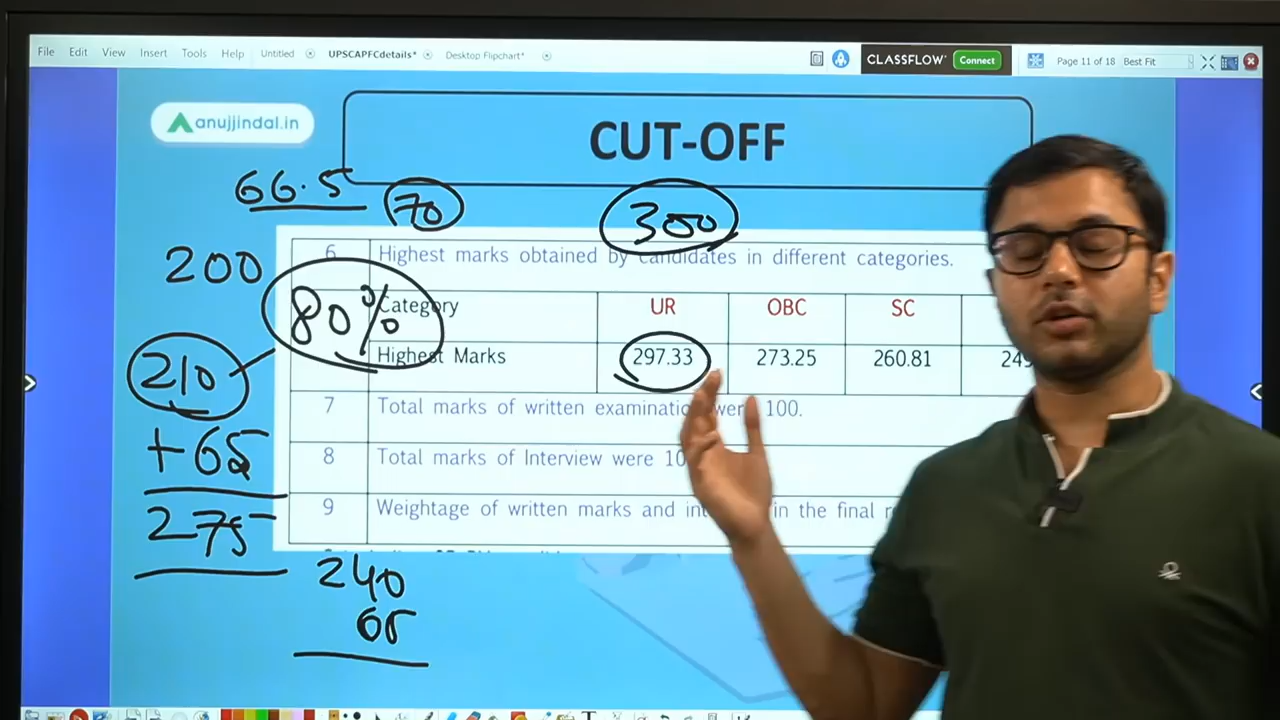 File Edit View Insert Tools Help Untitled UPSCAPFCdetails* Desktop Flipchart* CLASSFLOW Connect Page 11 of 18 Best Fit
anujjindal.in
CUT-OFF
66.5 70 300
200
6 Highest marks obtained by candidates in different categories.
80%
Category UR OBC SC
Highest Marks 297.33 273.25 260.81
210
7 Total marks of written examination were 100.
+65
8 Total marks of Interview were
9 Weightage of written marks and in the final
275
240
65